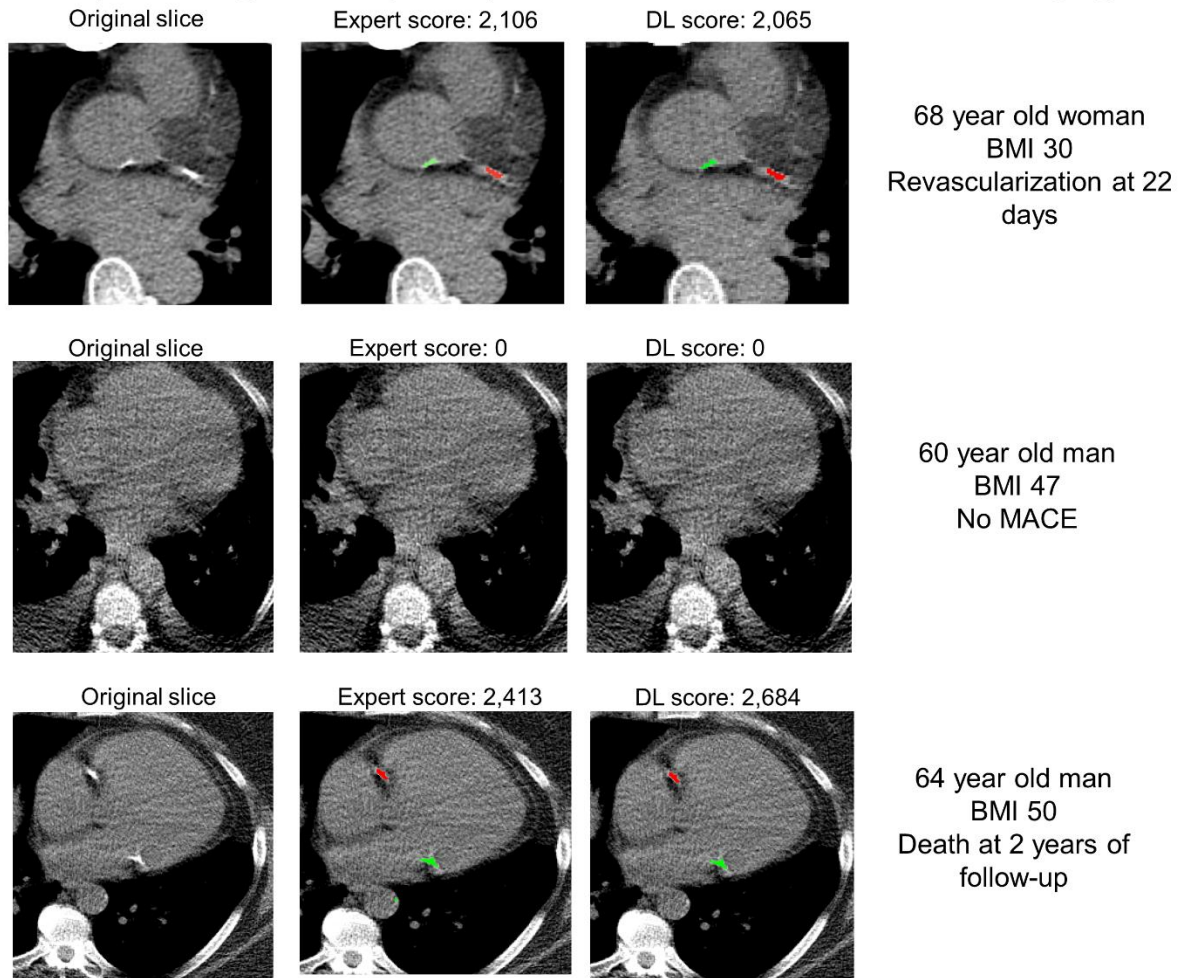 Original slice
Expert score: 2,106
DL score: 2,065
68 year old woman
BMI 30
Revascularization at 22
days
Original slice
Expert score: 0
DL score: 0
60 year old man
BMI 47
No MACE
Original slice
Expert score: 2,413
DL score: 2,684
64 year old man
BMI 50
Death at 2 years of
follow-up